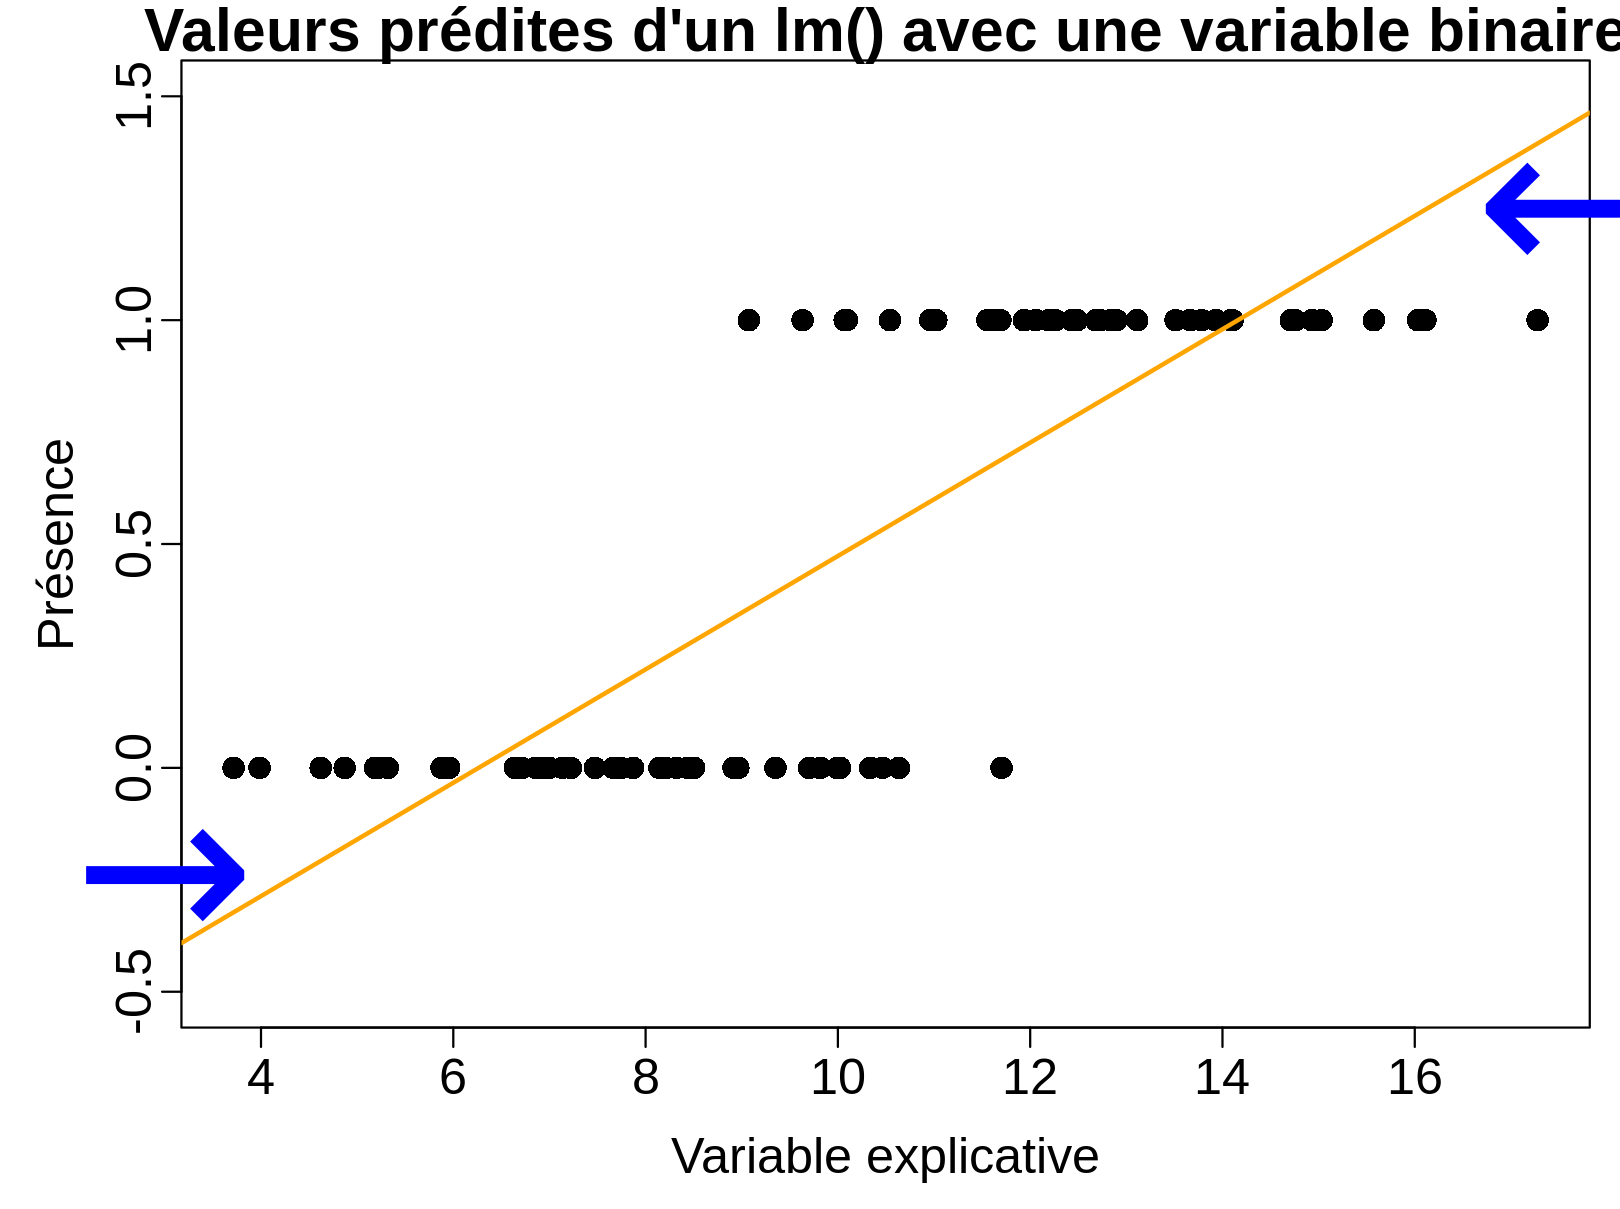 Valeurs prédites d'un lm() avec une variable binaire
1.5
1.0
0.5
0.0
-0.5
Présence
4 6 8 10 12 14 16
Variable explicative